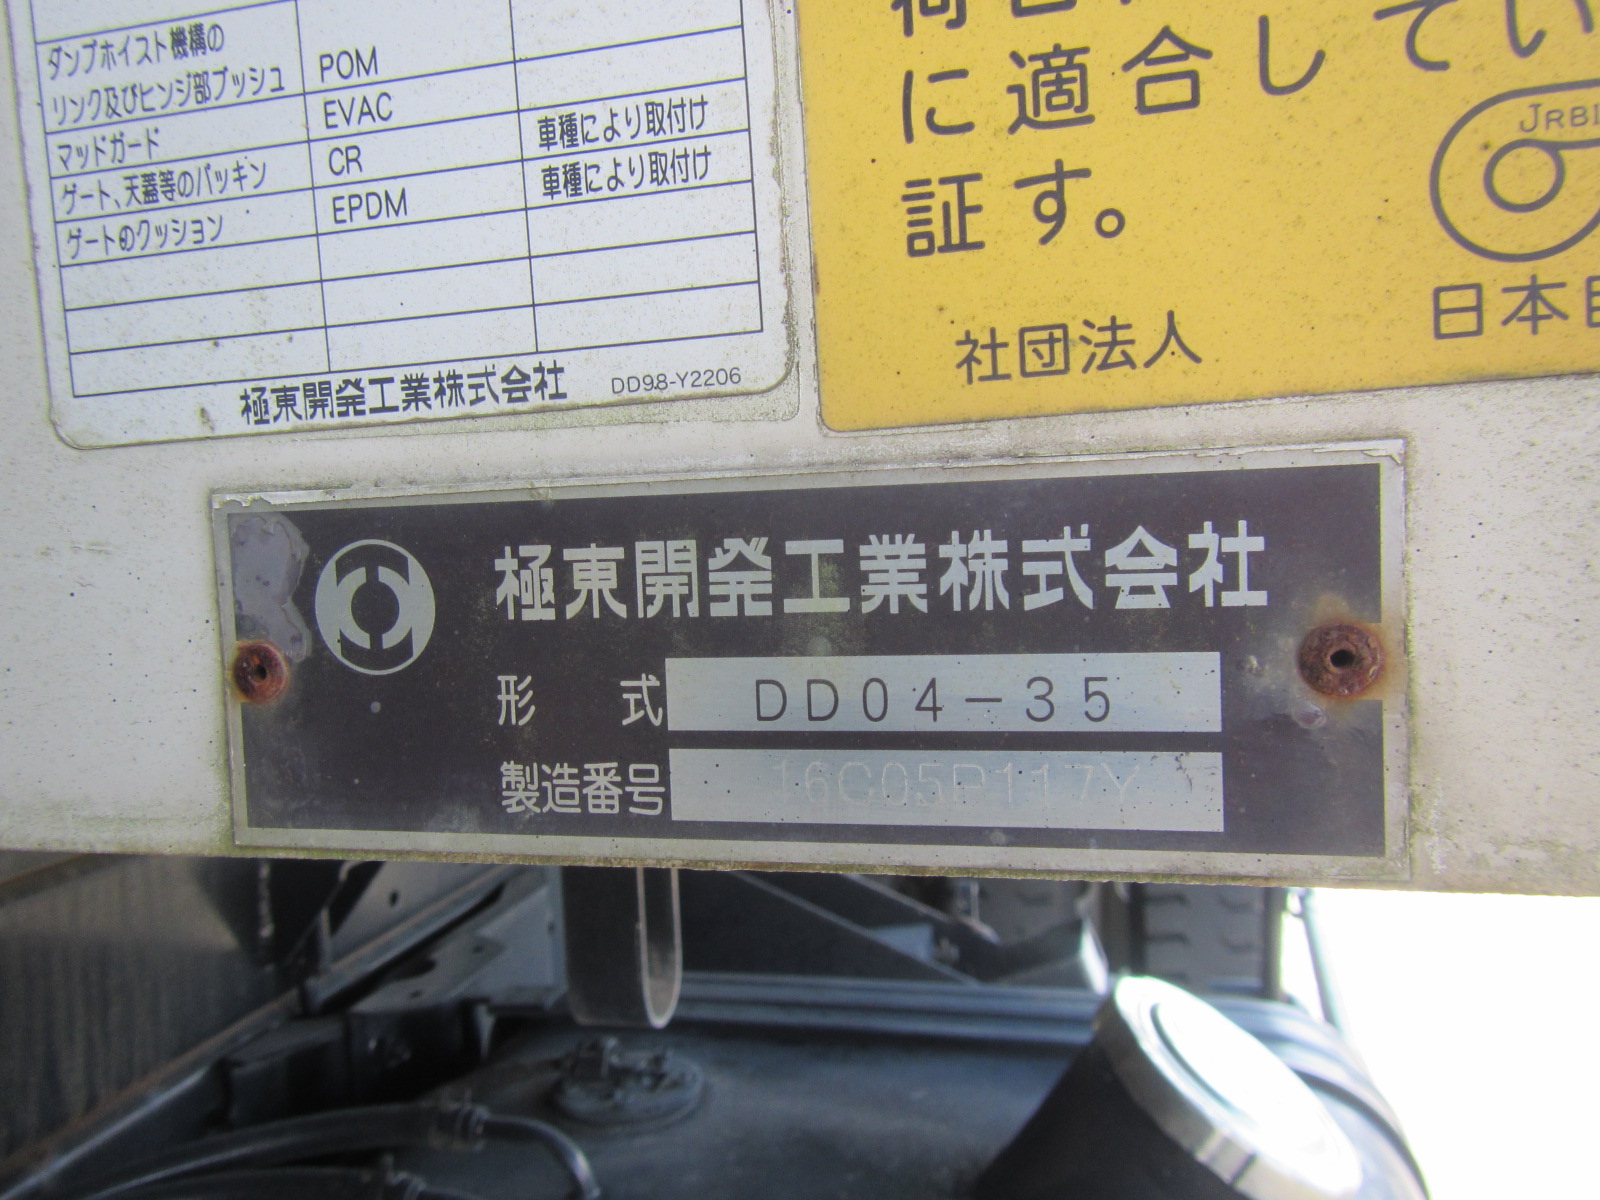 ダンプホイスト機構の
リンク及びヒンジ部ブッシュ POM
マッドガード EVAC
ゲート、天蓋等のパッキン CR 車種により取付け
ゲートのクッション EPDM 車種により取付け
極東開発工業株式会社 DD98-Y2206
に適合してい
証す。
JRBI
社団法人 日本
極東開発工業株式会社
形 式 DD04-35
製造番号 16C05D117Y